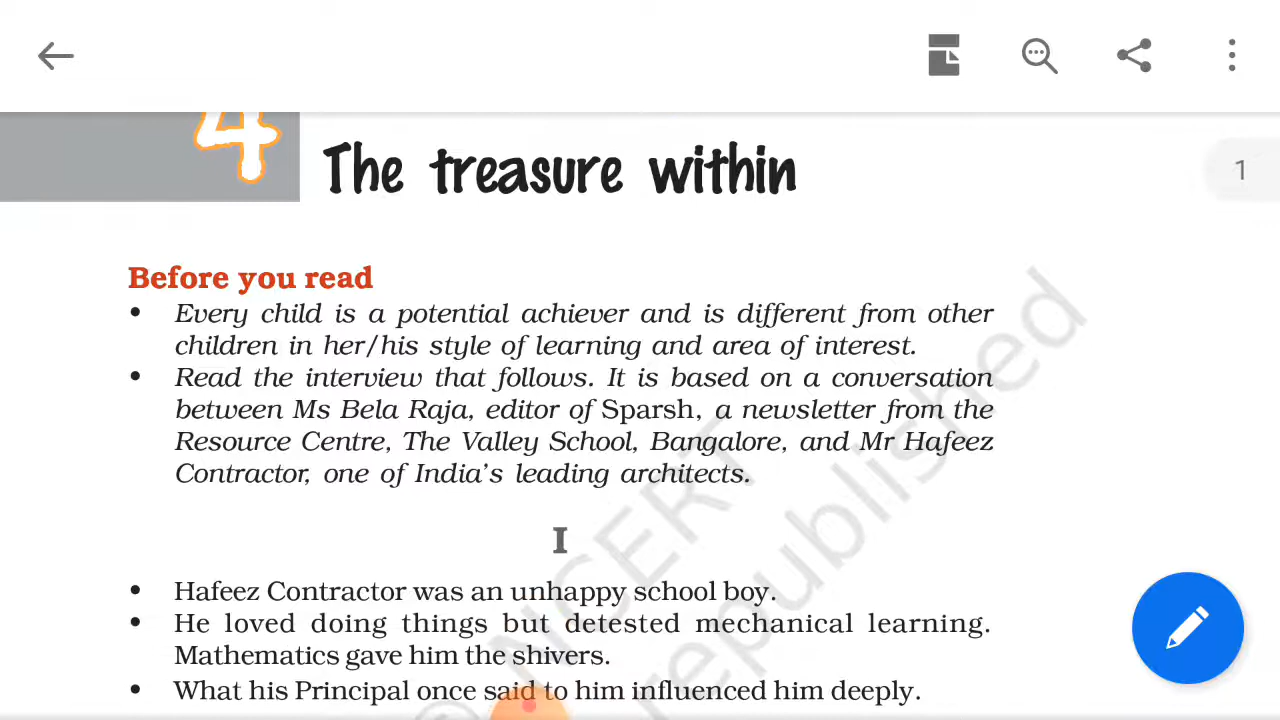 4
The treasure within
1
Before you read
• Every child is a potential achiever and is different from other
children in her/his style of learning and area of interest.
• Read the interview that follows. It is based on a conversation
between Ms Bela Raja, editor of Sparsh, a newsletter from the
Resource Centre, The Valley School, Bangalore, and Mr Hafeez
Contractor, one of India's leading architects.
I
• Hafeez Contractor was an unhappy school boy.
• He loved doing things but detested mechanical learning.
Mathematics gave him the shivers.
• What his Principal once said to him influenced him deeply.
© NCERT
republished